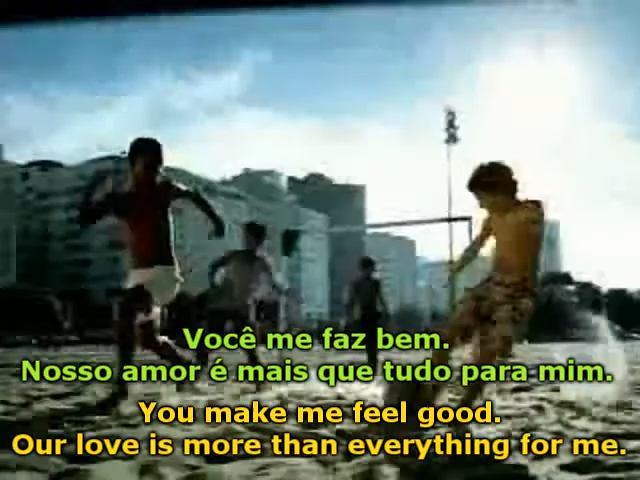 Você me faz bem.
Nosso amor é mais que tudo para mim.
You make me feel good.
Our love is more than everything for me.